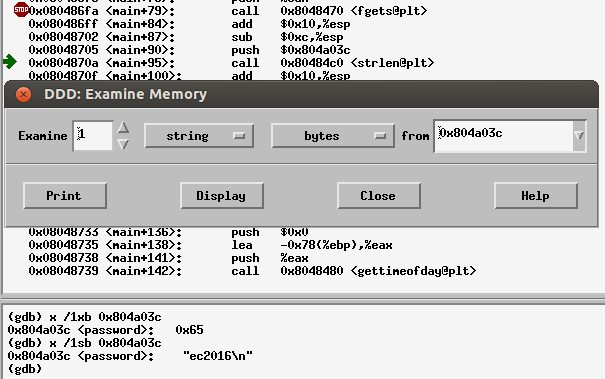 STOP 0x080486fa <main+79>: call 0x8048470 <fgets@plt>
0x080486ff <main+84>: add $0x10,%esp
0x08048702 <main+87>: sub $0xc,%esp
0x08048705 <main+90>: push $0x804a03c
0x0804870a <main+95>: call 0x80484c0 <strlen@plt>
0x0804870f <main+100>: add $0x10,%esp
DDD: Examine Memory
Examine 1 string bytes from 0x804a03c
Print Display Close Help
0x08048733 <main+136>: push $0x0
0x08048735 <main+138>: lea -0x78(%ebp),%eax
0x08048738 <main+141>: push %eax
0x08048739 <main+142>: call 0x8048480 <gettimeofday@plt>
(gdb) x /1xb 0x804a03c
0x804a03c <password>: 0x65
(gdb) x /1sb 0x804a03c
0x804a03c <password>: "ec2016\n"
(gdb)